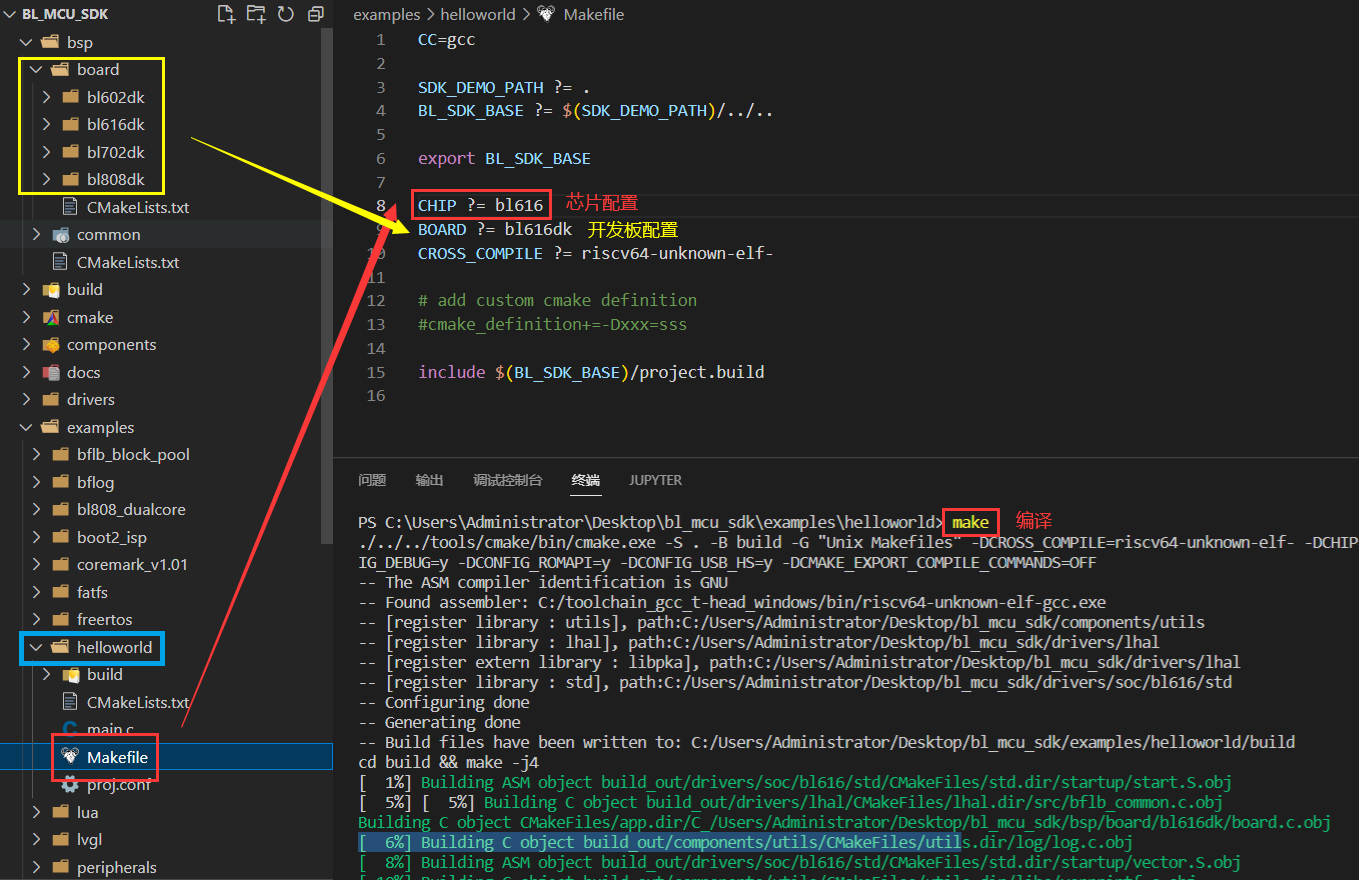 BL_MCU_SDK
bsp
board
bl602dk
bl616dk
bl702dk
bl808dk
CMakeLists.txt
common
CMakeLists.txt
build
cmake
components
docs
drivers
examples
bflb_block_pool
bflog
bl808_dualcore
boot2_isp
coremark_v1.01
fatfs
freertos
helloworld
build
CMakeLists.txt
main.c
Makefile
proj.conf
lua
lvgl
peripherals
examples > helloworld > Makefile
1 CC=gcc
2
3 SDK_DEMO_PATH ?= .
4 BL_SDK_BASE ?= $(SDK_DEMO_PATH)/../..
5
6 export BL_SDK_BASE
7
8 CHIP ?= bl616 芯片配置
9 BOARD ?= bl616dk 开发板配置
10 CROSS_COMPILE ?= riscv64-unknown-elf-
11
12 # add custom cmake definition
13 #cmake_definition+=-Dxxx=sss
14
15 include $(BL_SDK_BASE)/project.build
16
问题 输出 调试控制台 终端 JUPYTER
PS C:\Users\Administrator\Desktop\bl_mcu_sdk\examples\helloworld> make 编译
./../../tools/cmake/bin/cmake.exe -S . -B build -G "Unix Makefiles" -DCROSS_COMPILE=riscv64-unknown-elf- -DCHIP
IG_DEBUG=y -DCONFIG_ROMAPI=y -DCONFIG_USB_HS=y -DCMAKE_EXPORT_COMPILE_COMMANDS=OFF
-- The ASM compiler identification is GNU
-- Found assembler: C:/toolchain_gcc_t-head_windows/bin/riscv64-unknown-elf-gcc.exe
-- [register library : utils], path:C:/Users/Administrator/Desktop/bl_mcu_sdk/components/utils
-- [register library : lhal], path:C:/Users/Administrator/Desktop/bl_mcu_sdk/drivers/lhal
-- [register extern library : libpka], path:C:/Users/Administrator/Desktop/bl_mcu_sdk/drivers/lhal
-- [register library : std], path:C:/Users/Administrator/Desktop/bl_mcu_sdk/drivers/soc/bl616/std
-- Configuring done
-- Generating done
-- Build files have been written to: C:/Users/Administrator/Desktop/bl_mcu_sdk/examples/helloworld/build
cd build && make -j4
[  1%] Building ASM object build_out/drivers/soc/bl616/std/CMakeFiles/std.dir/startup/start.S.obj
[  5%] [  5%] Building C object build_out/drivers/lhal/CMakeFiles/lhal.dir/src/bflb_common.c.obj
Building C object CMakeFiles/app.dir/C_/Users/Administrator/Desktop/bl_mcu_sdk/bsp/board/bl616dk/board.c.obj
[  6%] Building C object build_out/components/utils/CMakeFiles/utils.dir/log/log.c.obj
[  8%] Building ASM object build_out/drivers/soc/bl616/std/CMakeFiles/std.dir/startup/vector.S.obj